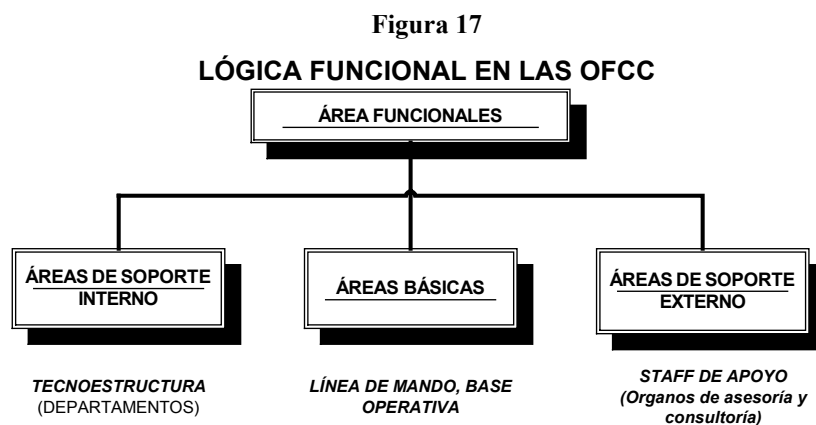 Figura 17
LÓGICA FUNCIONAL EN LAS OFCC
ÁREA FUNCIONALES
ÁREAS DE SOPORTE
INTERNO
ÁREAS BÁSICAS
ÁREAS DE SOPORTE
EXTERNO
TECNOESTRUCTURA
(DEPARTAMENTOS)
LÍNEA DE MANDO, BASE
OPERATIVA
STAFF DE APOYO
(Organos de asesoría y
consultoría)